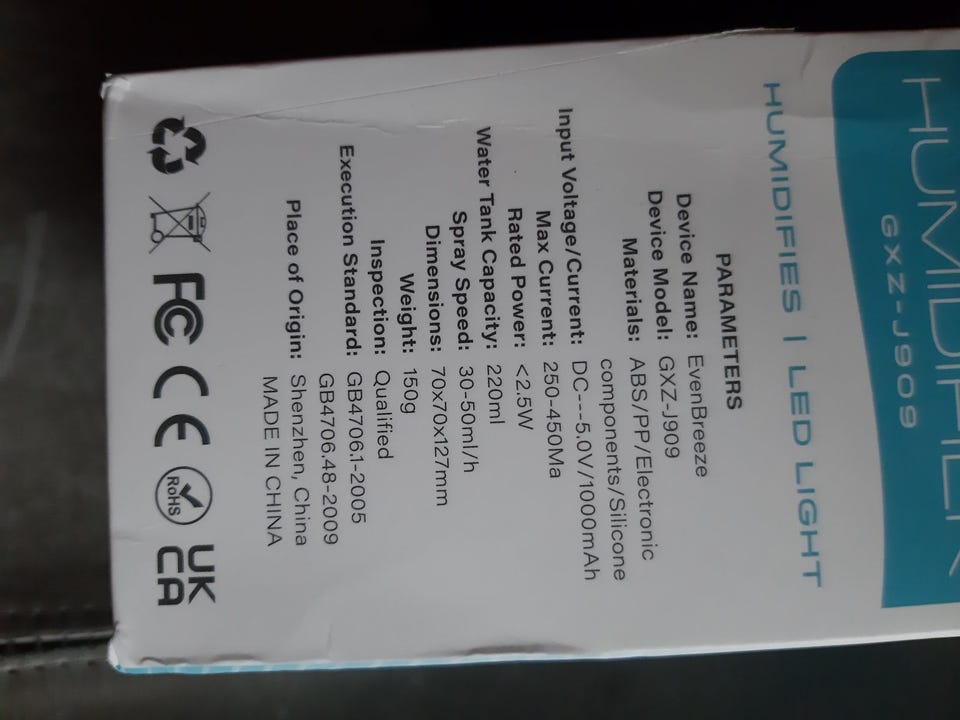 HUMIDIFIER
GXZ-J909
HUMIDIFIES | LED LIGHT
PARAMETERS
Device Name: EvenBreeze
Device Model: GXZ-J909
Materials: ABS/PP/Electronic
components/Silicone
Input Voltage/Current: DC---5.0V/1000mAh
Max Current: 250-450Ma
Rated Power: <2.5W
Water Tank Capacity: 220ml
Spray Speed: 30-50ml/h
Dimensions: 70x70x127mm
Weight: 150g
Inspection: Qualified
Execution Standard: GB4706.1-2005
GB4706.48-2009
Place of Origin: Shenzhen, China
MADE IN CHINA
FC CE RoHS UK
CA